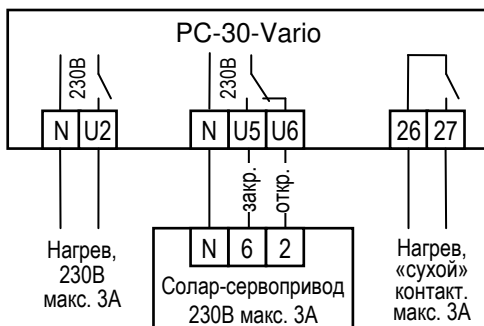 PC-30-Vario
230В
230В
N U2 N U5 U6 26 27
закр.
откр.
N 6 2
Нагрев,
230В
макс. 3А
Солар-сервопривод
230В макс. 3А
Нагрев,
«сухой»
контакт.
макс. 3А